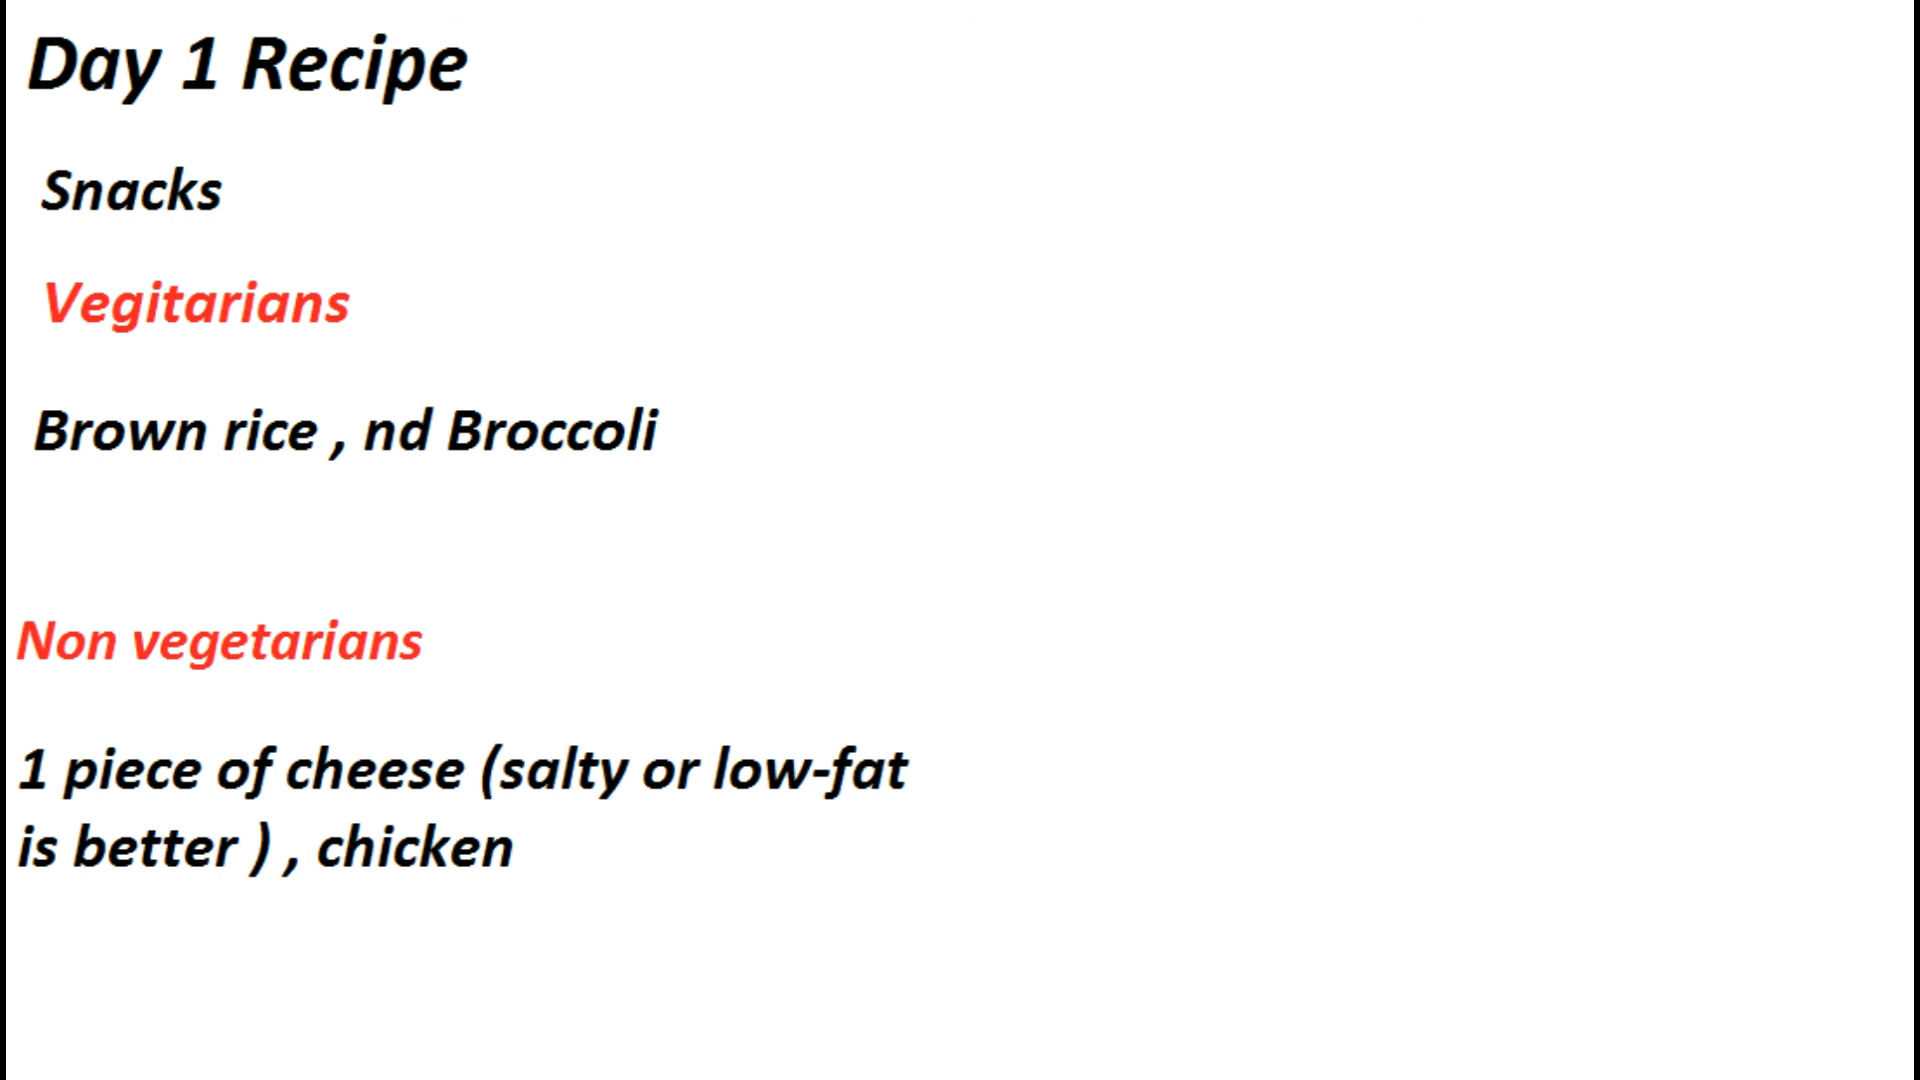 Day 1 Recipe
Snacks
Vegitarians
Brown rice , nd Broccoli
Non vegetarians
1 piece of cheese (salty or low-fat
is better ) , chicken